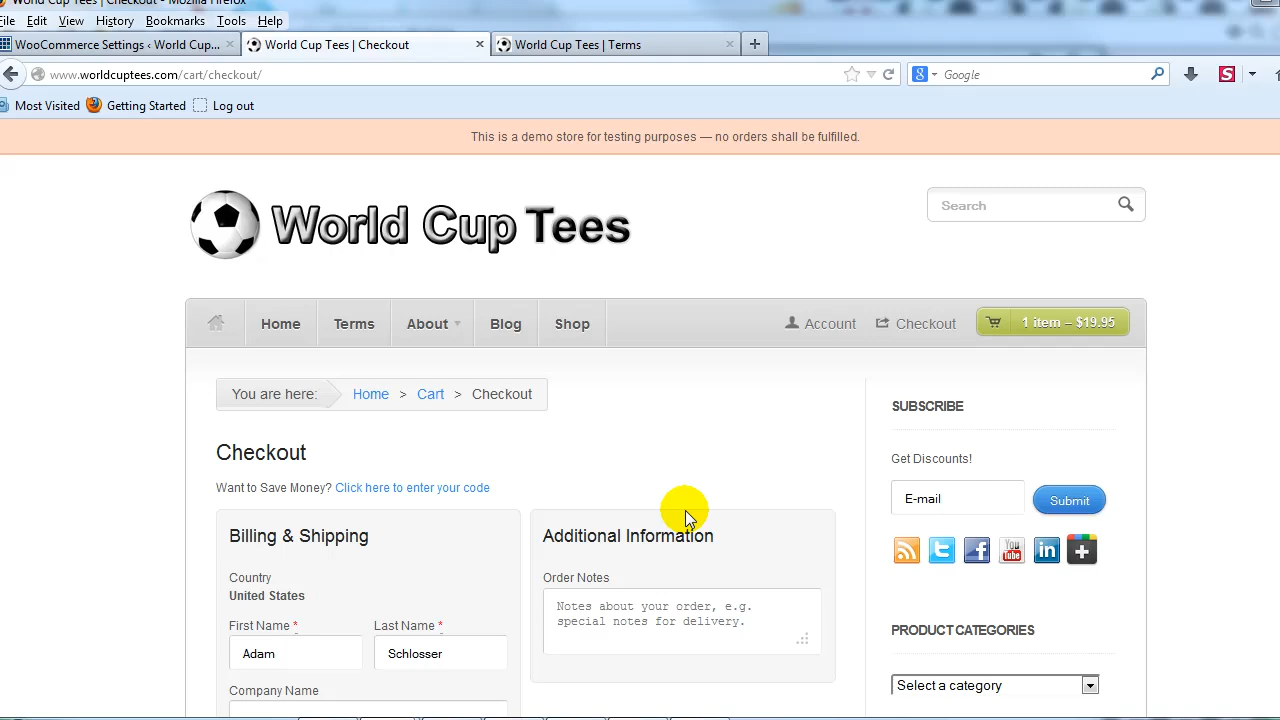 World Cup Tees | Checkout - Mozilla Firefox
File Edit View History Bookmarks Tools Help
WooCommerce Settings ‹ World Cup... × World Cup Tees | Checkout × World Cup Tees | Terms × +
www.worldcuptees.com/cart/checkout/ Google
Most Visited Getting Started Log out
This is a demo store for testing purposes — no orders shall be fulfilled.
World Cup Tees
Search
Home Terms About Blog Shop Account Checkout 1 item – $19.95
You are here: Home > Cart > Checkout
Checkout
Want to Save Money? Click here to enter your code
Billing & Shipping
Country
United States
First Name * Last Name *
Adam Schlosser
Company Name
Additional Information
Order Notes
Notes about your order, e.g.
special notes for delivery.
SUBSCRIBE
Get Discounts!
E-mail Submit
You
Tube
PRODUCT CATEGORIES
Select a category